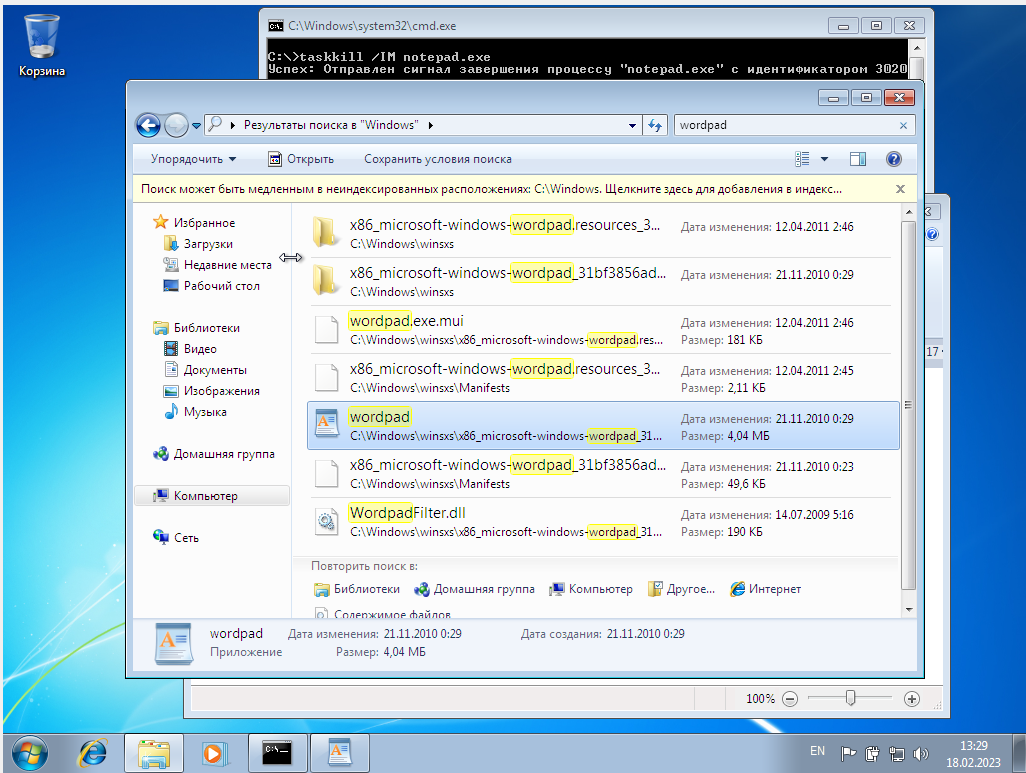 Корзина
C:\Windows\system32\cmd.exe
C:\>taskkill /IM notepad.exe
Успех: Отправлен сигнал завершения процессу "notepad.exe" с идентификатором 3020
Результаты поиска в "Windows"
wordpad
Упорядочить
Открыть
Сохранить условия поиска
Поиск может быть медленным в неиндексированных расположениях: C:\Windows. Щелкните здесь для добавления в индекс...
Избранное
Загрузки
Недавние места
Рабочий стол
Библиотеки
Видео
Документы
Изображения
Музыка
Домашняя группа
Компьютер
Сеть
x86_microsoft-windows-wordpad.resources_3... Дата изменения: 12.04.2011 2:46
C:\Windows\winsxs
x86_microsoft-windows-wordpad_31bf3856ad... Дата изменения: 21.11.2010 0:29
C:\Windows\winsxs
wordpad.exe.mui Дата изменения: 12.04.2011 2:46
C:\Windows\winsxs\x86_microsoft-windows-wordpad.res... Размер: 181 КБ
x86_microsoft-windows-wordpad.resources_3... Дата изменения: 12.04.2011 2:45
C:\Windows\winsxs\Manifests Размер: 2,11 КБ
wordpad Дата изменения: 21.11.2010 0:29
C:\Windows\winsxs\x86_microsoft-windows-wordpad_31... Размер: 4,04 МБ
x86_microsoft-windows-wordpad_31bf3856ad... Дата изменения: 21.11.2010 0:23
C:\Windows\winsxs\Manifests Размер: 49,6 КБ
WordpadFilter.dll Дата изменения: 14.07.2009 5:16
C:\Windows\winsxs\x86_microsoft-windows-wordpad_31... Размер: 190 КБ
17
Повторить поиск в:
Библиотеки Домашняя группа Компьютер Другое... Интернет
Содержимое файлов
wordpad Дата изменения: 21.11.2010 0:29 Дата создания: 21.11.2010 0:29
Приложение Размер: 4,04 МБ
100%
EN
13:29
18.02.2023